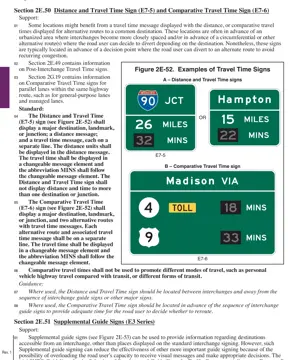 Section 2E.50 Distance and Travel Time Sign (E7-5) and Comparative Travel Time Sign (E7-6)
Support:
Some locations might benefit from a travel time message displayed with the distance, or comparative travel
times displayed for alternative routes to a common destination. These locations are often in advance of an
urbanized area where interchanges become more closely spaced and/or in advance of a circumferential or other
alternative route(s) where the road user can decide to divert depending on the destination. Nonetheless, these signs
are typically located in advance of a decision point where the road user can divert to an alternate route to avoid
recurring congestion.
Section 2E.49 contains information
on Post-Interchange Travel Time signs.
Section 2G.19 contains information
on Comparative Travel Time signs for
parallel lanes within the same highway
route, such as for general-purpose lanes
and managed lanes.
Standard:
The Distance and Travel Time
(E7-5) sign (see Figure 2E-52) shall
display a major destination, landmark,
or junction; a distance message;
and a travel time message, each on a
separate line. The distance units shall
be displayed in the distance message.
The travel time shall be displayed in
a changeable message element and
the abbreviation MINS shall follow
the changeable message element. The
Distance and Travel Time sign shall
not display distance and time to more
than one destination or junction.
The Comparative Travel Time
(E7-6) sign (see Figure 2E-52) shall
display a major destination, landmark,
or junction, and two alternative routes
with travel time messages. Each
alternative route and associated travel
time message shall be on a separate
line. The travel time shall be displayed
in a changeable message element and
the abbreviation MINS shall follow the
changeable message element.
Figure 2E-52. Examples of Travel Time Signs
A – Distance and Travel Time signs
90 JCT
26 MILES
32 MINS
OR
Hampton
15 MILES
22 MINS
E7-5
B – Comparative Travel Time sign
Madison VIA
4 TOLL 18 MINS
9 33 MINS
E7-6
Comparative travel times shall not be used to promote different modes of travel, such as personal
vehicle highway travel compared with transit, or different forms of transit.
Guidance:
Where used, the Distance and Travel Time sign should be located between interchanges and away from the
sequence of interchange guide signs or other major signs.
Where used, the Comparative Travel Time sign should be located in advance of the sequence of interchange
guide signs to provide adequate time for the road user to decide whether to reroute.
Section 2E.51 Supplemental Guide Signs (E3 Series)
Support:
Supplemental guide signs (see Figure 2E-53) can be used to provide information regarding destinations
accessible from an interchange, other than places displayed on the standard interchange signing. However, such
Supplemental guide signing can reduce the effectiveness of other more important guide signing because of the
possibility of overloading the road user's capacity to receive visual messages and make appropriate decisions. The